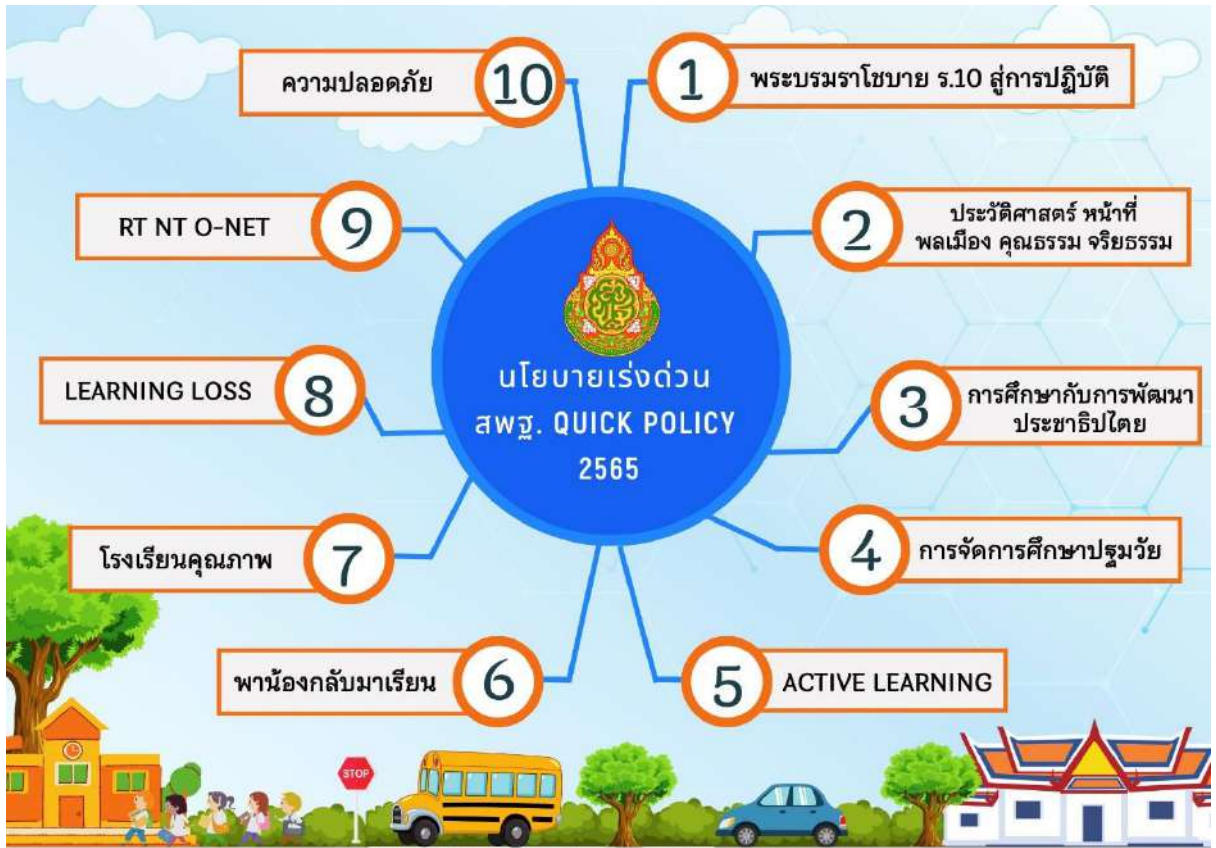 นโยบายเร่งด่วน
สพฐ. QUICK POLICY
2565
1
พระบรมราโชบาย ร.10 สู่การปฏิบัติ
2
ประวัติศาสตร์ หน้าที่
พลเมือง คุณธรรม จริยธรรม
3
การศึกษากับการพัฒนา
ประชาธิปไตย
4
การจัดการศึกษาปฐมวัย
5
ACTIVE LEARNING
6
พาน้องกลับมาเรียน
7
โรงเรียนคุณภาพ
8
LEARNING LOSS
9
RT NT O-NET
10
ความปลอดภัย
STOP